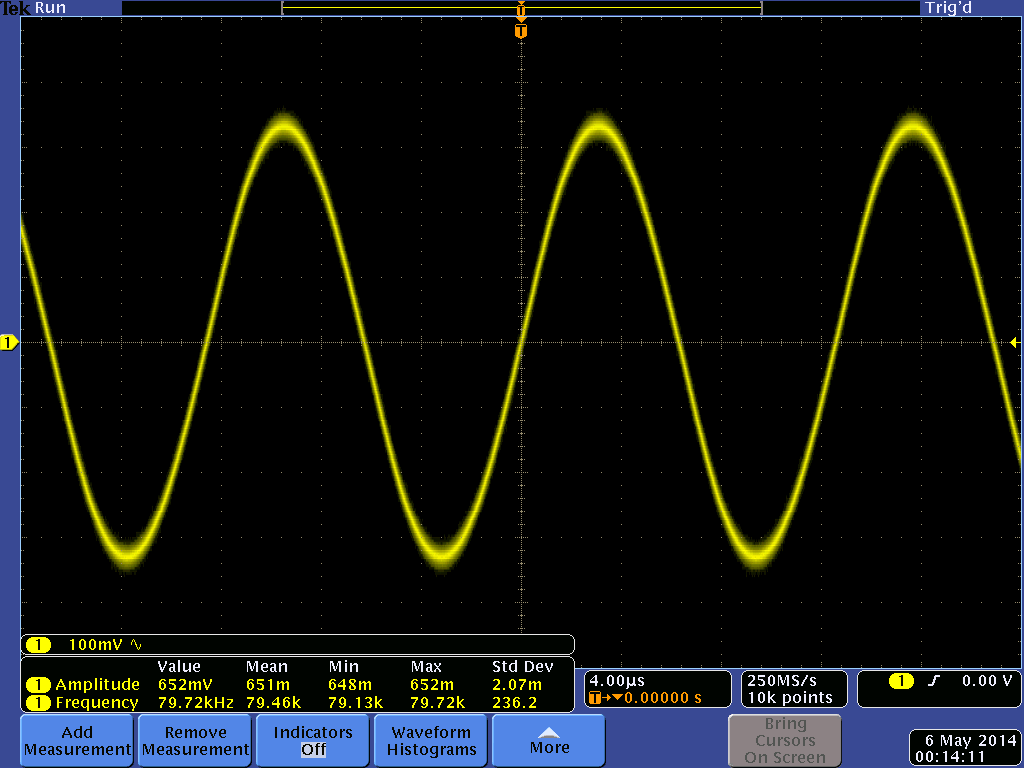 Tek Run Trig'd
T
T
1
1 100mV ∿
Value Mean Min Max Std Dev
1 Amplitude 652mV 651m 648m 652m 2.07m
1 Frequency 79.72kHz 79.46k 79.13k 79.72k 236.2
4.00µs
T→▼0.00000 s
250MS/s
10k points
1 0.00 V
Add
Measurement
Remove
Measurement
Indicators
Off
Waveform
Histograms
More
Bring
Cursors
On Screen
6 May 2014
00:14:11